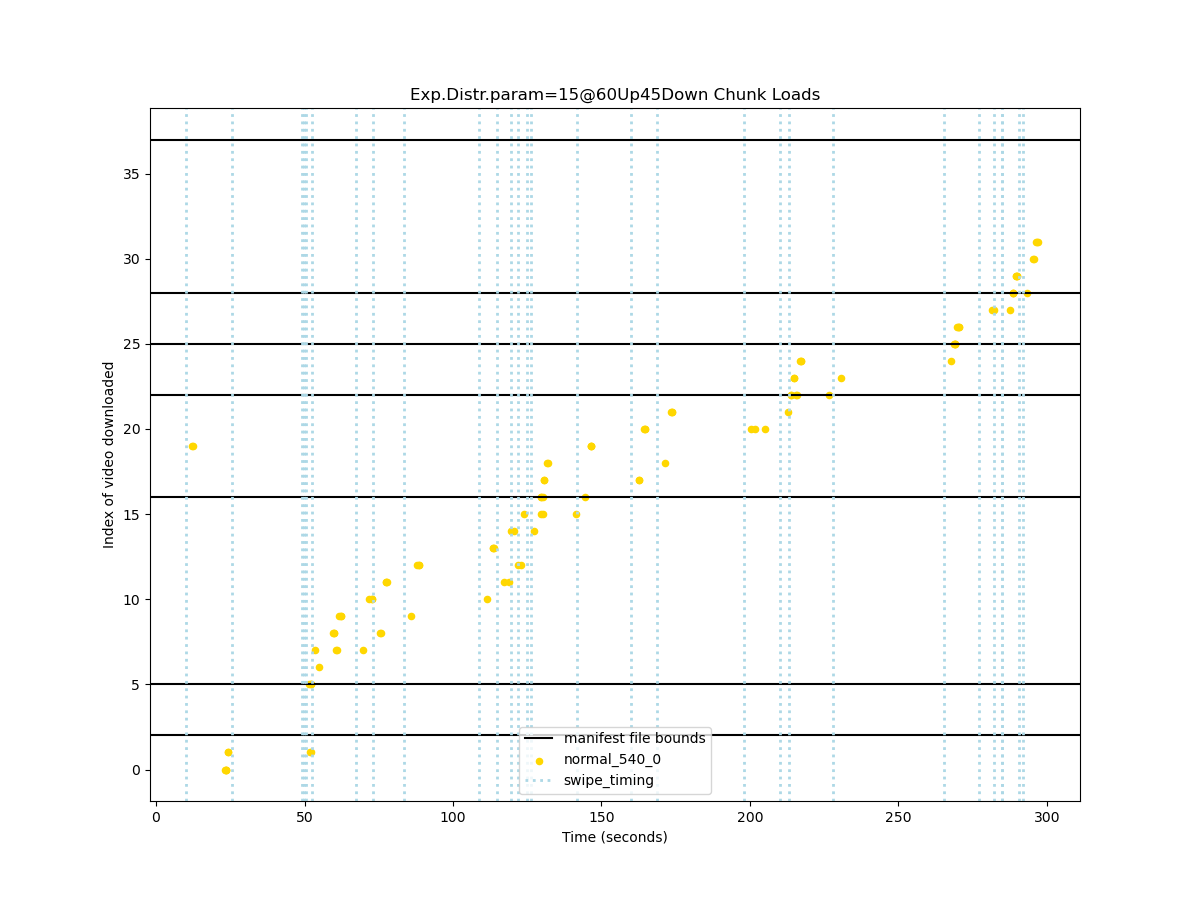 Exp.Distr.param=15@60Up45Down Chunk Loads
Index of video downloaded
35
30
25
20
15
10
5
0
manifest file bounds
normal_540_0
swipe_timing
0 50 100 150 200 250 300
Time (seconds)